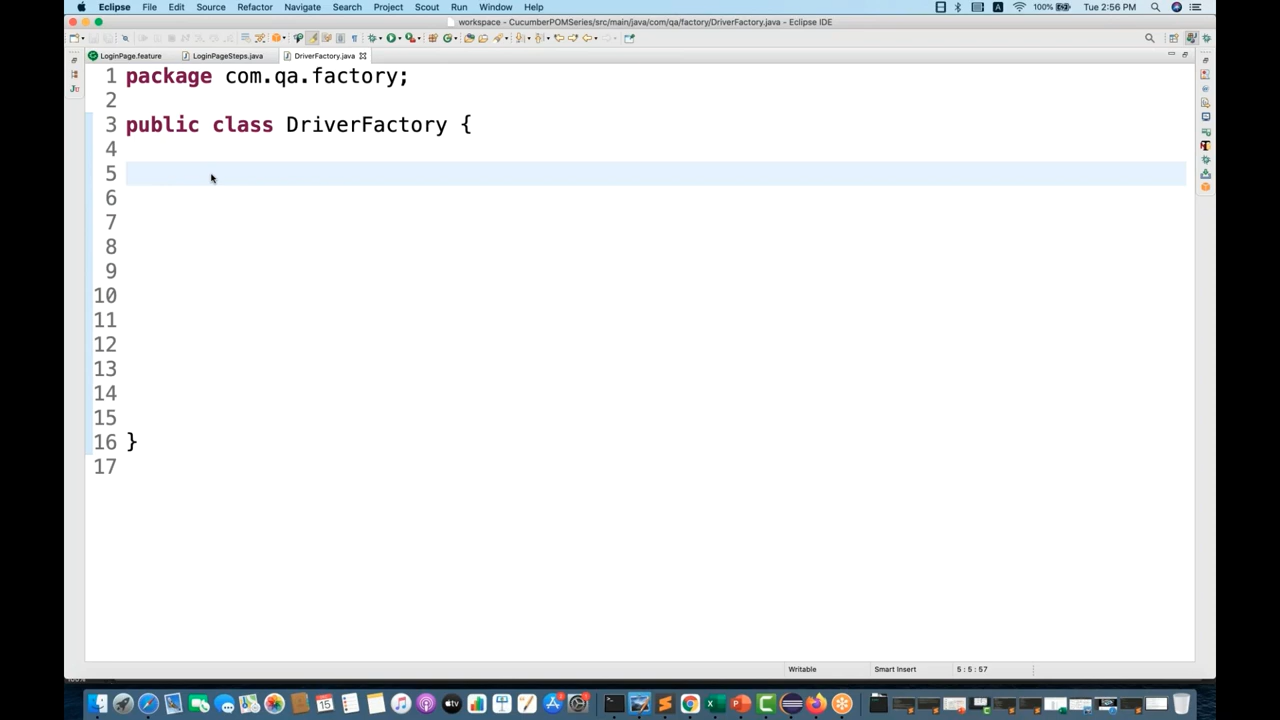 Eclipse File Edit Source Refactor Navigate Search Project Scout Run Window Help 100% Tue 2:56 PM
workspace - CucumberPOMSeries/src/main/java/com/qa/factory/DriverFactory.java - Eclipse IDE
LoginPage.feature LoginPageSteps.java DriverFactory.java
1 package com.qa.factory;
2
3 public class DriverFactory {
4
5
6
7
8
9
10
11
12
13
14
15
16 }
17
Writable Smart Insert 5 : 5 : 57